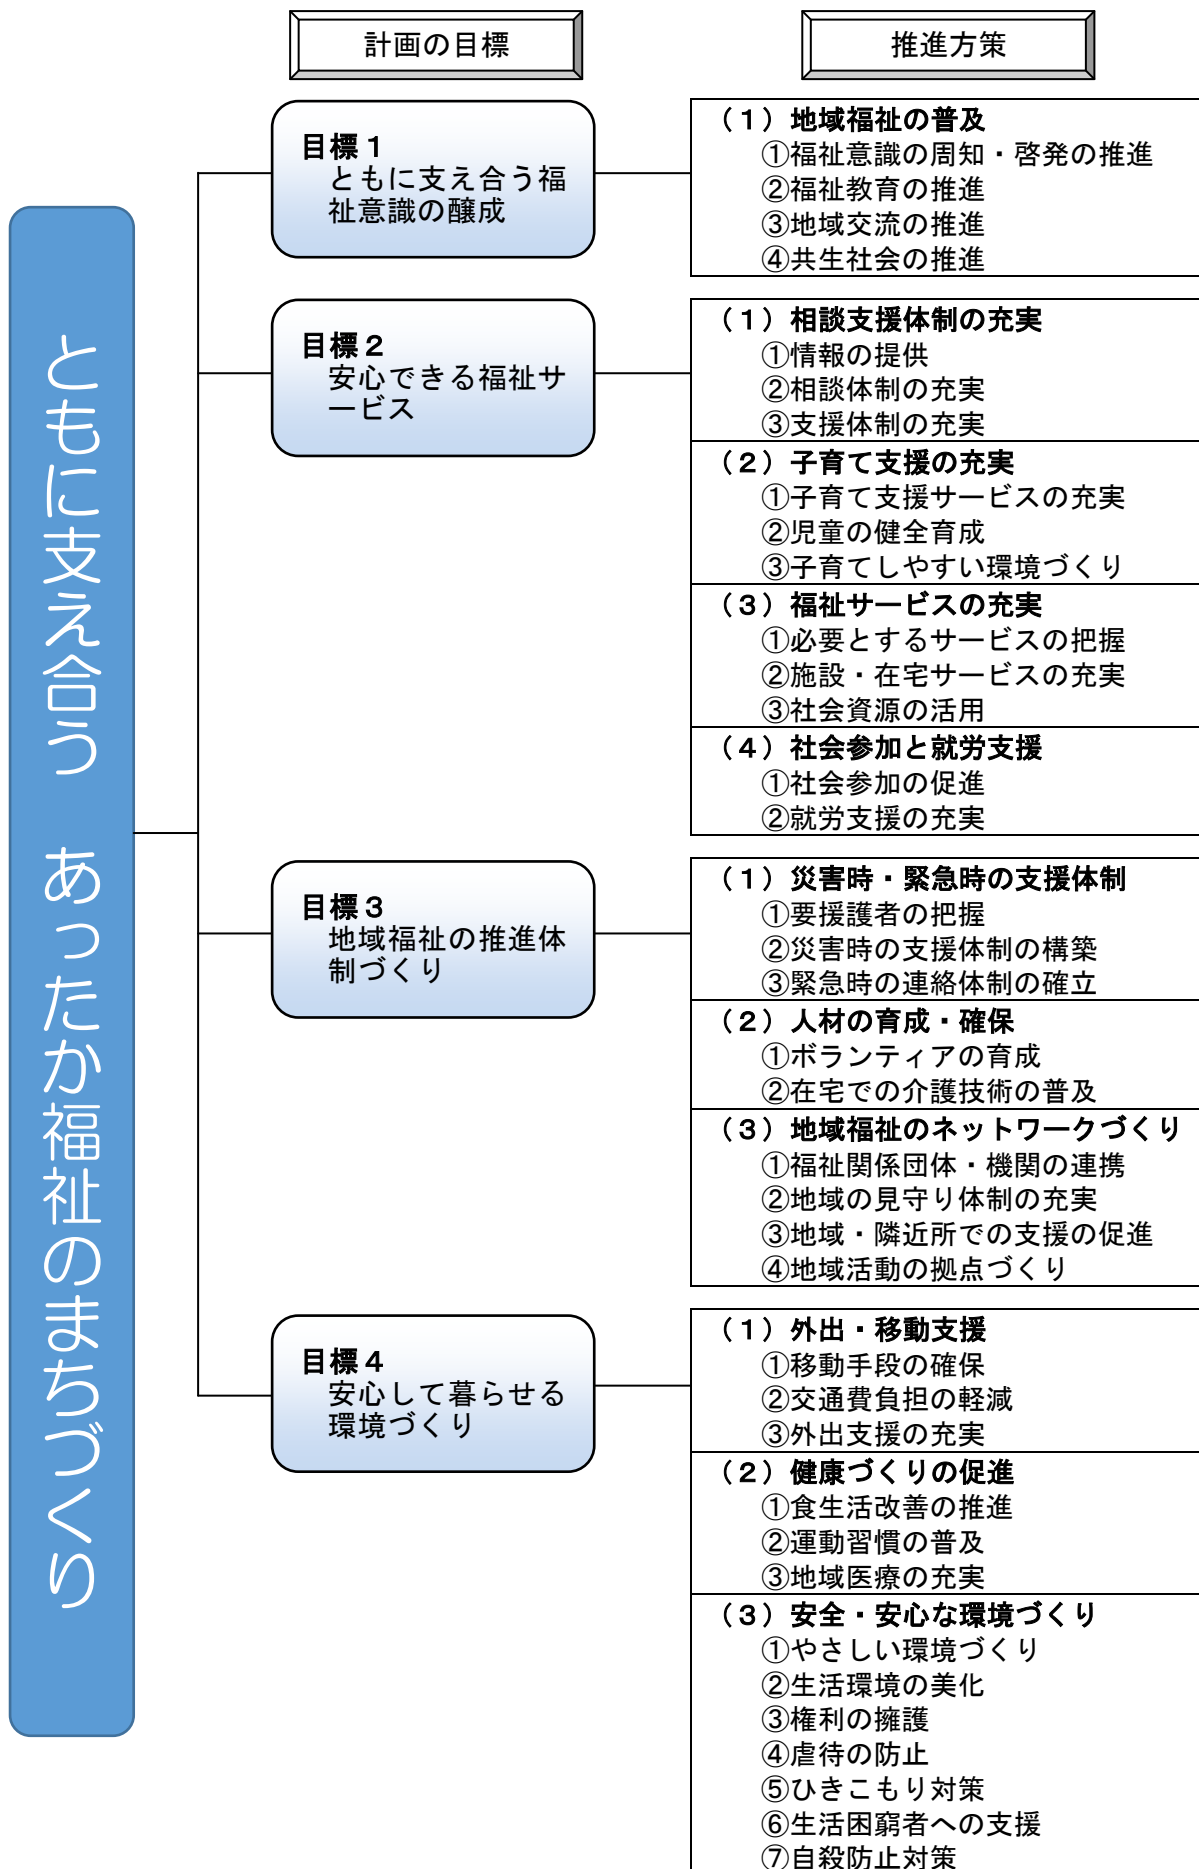 計画の目標
推進方策
ともに支え合う　あったか福祉のまちづくり
目標１
ともに支え合う福
祉意識の醸成
（１）地域福祉の普及
①福祉意識の周知・啓発の推進
②福祉教育の推進
③地域交流の推進
④共生社会の推進
目標２
安心できる福祉サ
ービス
（１）相談支援体制の充実
①情報の提供
②相談体制の充実
③支援体制の充実
（２）子育て支援の充実
①子育て支援サービスの充実
②児童の健全育成
③子育てしやすい環境づくり
（３）福祉サービスの充実
①必要とするサービスの把握
②施設・在宅サービスの充実
③社会資源の活用
（４）社会参加と就労支援
①社会参加の促進
②就労支援の充実
目標３
地域福祉の推進体
制づくり
（１）災害時・緊急時の支援体制
①要援護者の把握
②災害時の支援体制の構築
③緊急時の連絡体制の確立
（２）人材の育成・確保
①ボランティアの育成
②在宅での介護技術の普及
（３）地域福祉のネットワークづくり
①福祉関係団体・機関の連携
②地域の見守り体制の充実
③地域・隣近所での支援の促進
④地域活動の拠点づくり
目標４
安心して暮らせる
環境づくり
（１）外出・移動支援
①移動手段の確保
②交通費負担の軽減
③外出支援の充実
（２）健康づくりの促進
①食生活改善の推進
②運動習慣の普及
③地域医療の充実
（３）安全・安心な環境づくり
①やさしい環境づくり
②生活環境の美化
③権利の擁護
④虐待の防止
⑤ひきこもり対策
⑥生活困窮者への支援
⑦自殺防止対策